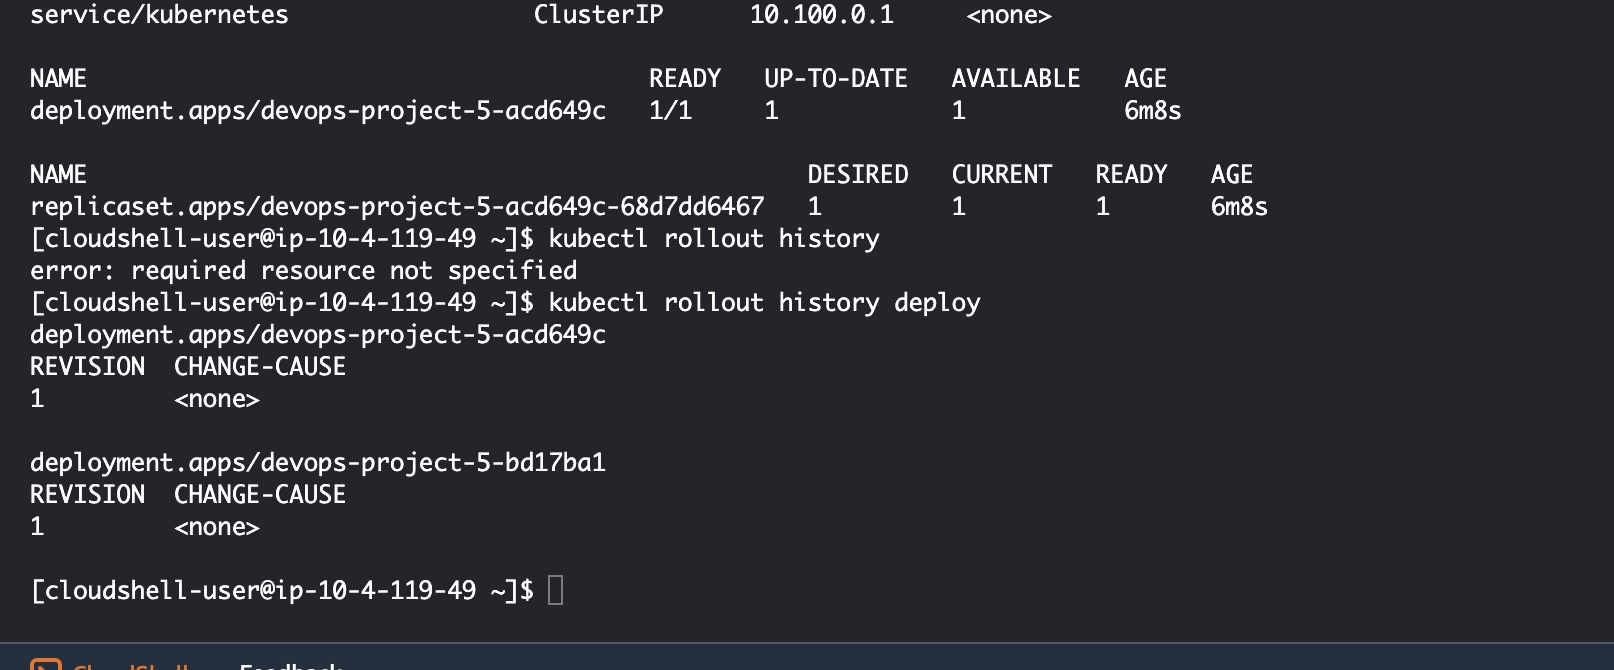 service/kubernetes ClusterIP 10.100.0.1 <none>
NAME READY UP-TO-DATE AVAILABLE AGE
deployment.apps/devops-project-5-acd649c 1/1 1 1 6m8s
NAME DESIRED CURRENT READY AGE
replicaset.apps/devops-project-5-acd649c-68d7dd6467 1 1 1 6m8s
[cloudshell-user@ip-10-4-119-49 ~]$ kubectl rollout history
error: required resource not specified
[cloudshell-user@ip-10-4-119-49 ~]$ kubectl rollout history deploy
deployment.apps/devops-project-5-acd649c
REVISION CHANGE-CAUSE
1 <none>
deployment.apps/devops-project-5-bd17ba1
REVISION CHANGE-CAUSE
1 <none>
[cloudshell-user@ip-10-4-119-49 ~]$
CloudShell Feedback